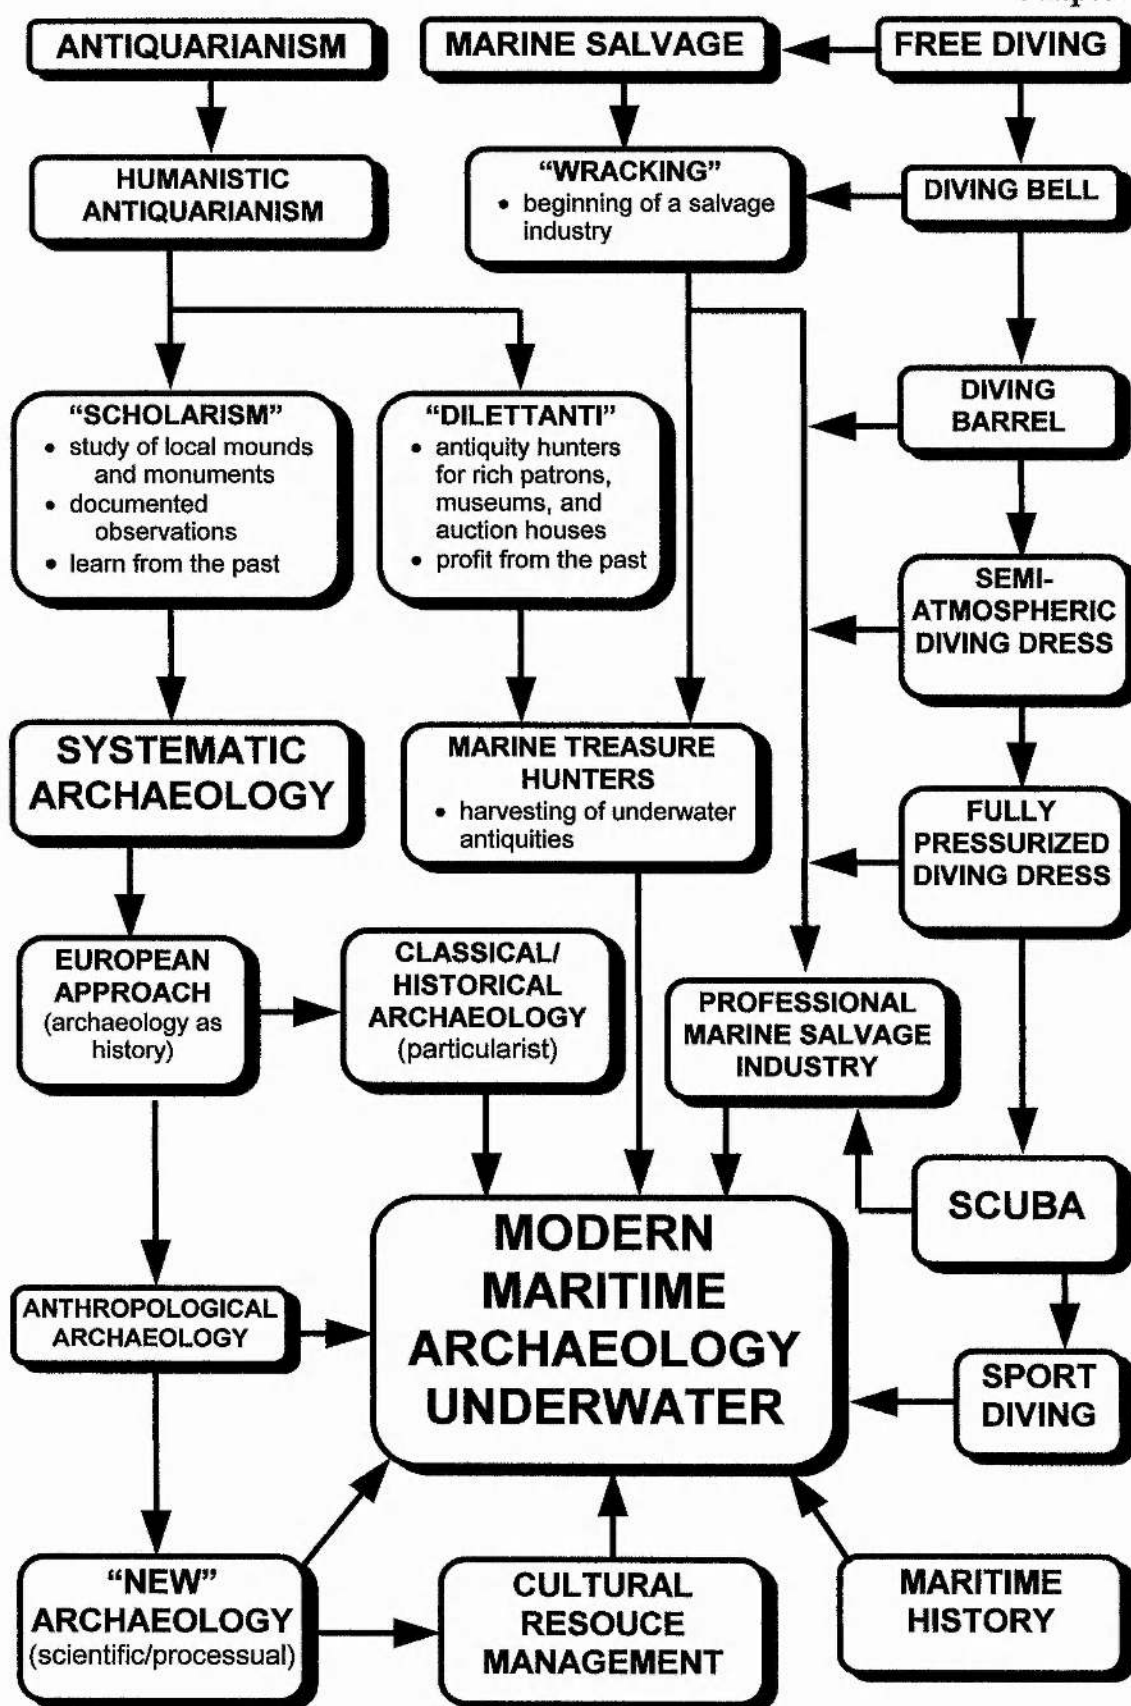 ANTIQUARIANISM
MARINE SALVAGE
FREE DIVING
HUMANISTIC
ANTIQUARIANISM
“WRACKING”
• beginning of a salvage
industry
DIVING BELL
“SCHOLARISM”
• study of local mounds
and monuments
• documented
observations
• learn from the past
“DILETTANTI”
• antiquity hunters
for rich patrons,
museums, and
auction houses
• profit from the past
DIVING
BARREL
SEMI-
ATMOSPHERIC
DIVING DRESS
SYSTEMATIC
ARCHAEOLOGY
MARINE TREASURE
HUNTERS
• harvesting of underwater
antiquities
FULLY
PRESSURIZED
DIVING DRESS
EUROPEAN
APPROACH
(archaeology as
history)
CLASSICAL/
HISTORICAL
ARCHAEOLOGY
(particularist)
PROFESSIONAL
MARINE SALVAGE
INDUSTRY
SCUBA
MODERN
MARITIME
ARCHAEOLOGY
UNDERWATER
ANTHROPOLOGICAL
ARCHAEOLOGY
SPORT
DIVING
“NEW”
ARCHAEOLOGY
(scientific/processual)
CULTURAL
RESOUCE
MANAGEMENT
MARITIME
HISTORY